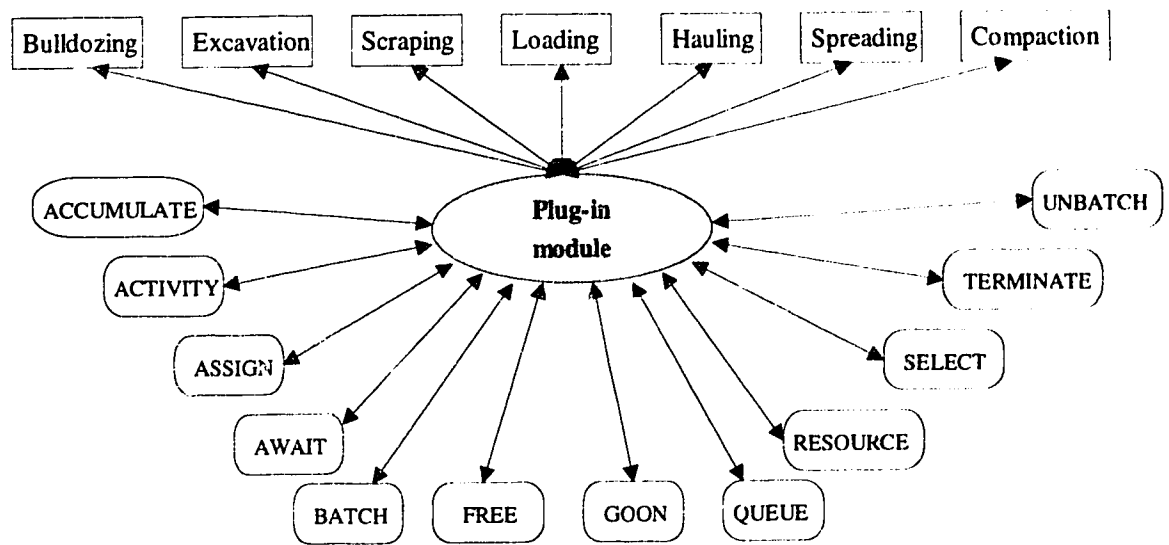 Bulldozing Excavation Scraping Loading Hauling Spreading Compaction
Plug-in
module
ACCUMULATE
UNBATCH
ACTIVITY
TERMINATE
ASSIGN
SELECT
AWAIT
RESOURCE
BATCH FREE GOON QUEUE